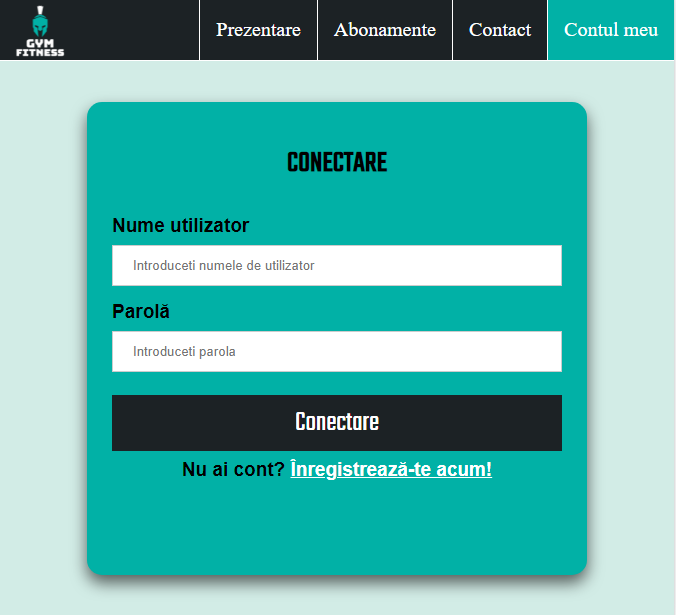 GYM
FITNESS
Prezentare
Abonamente
Contact
Contul meu
CONECTARE
Nume utilizator
Introduceti numele de utilizator
Parolă
Introduceti parola
Conectare
Nu ai cont? Înregistrează-te acum!